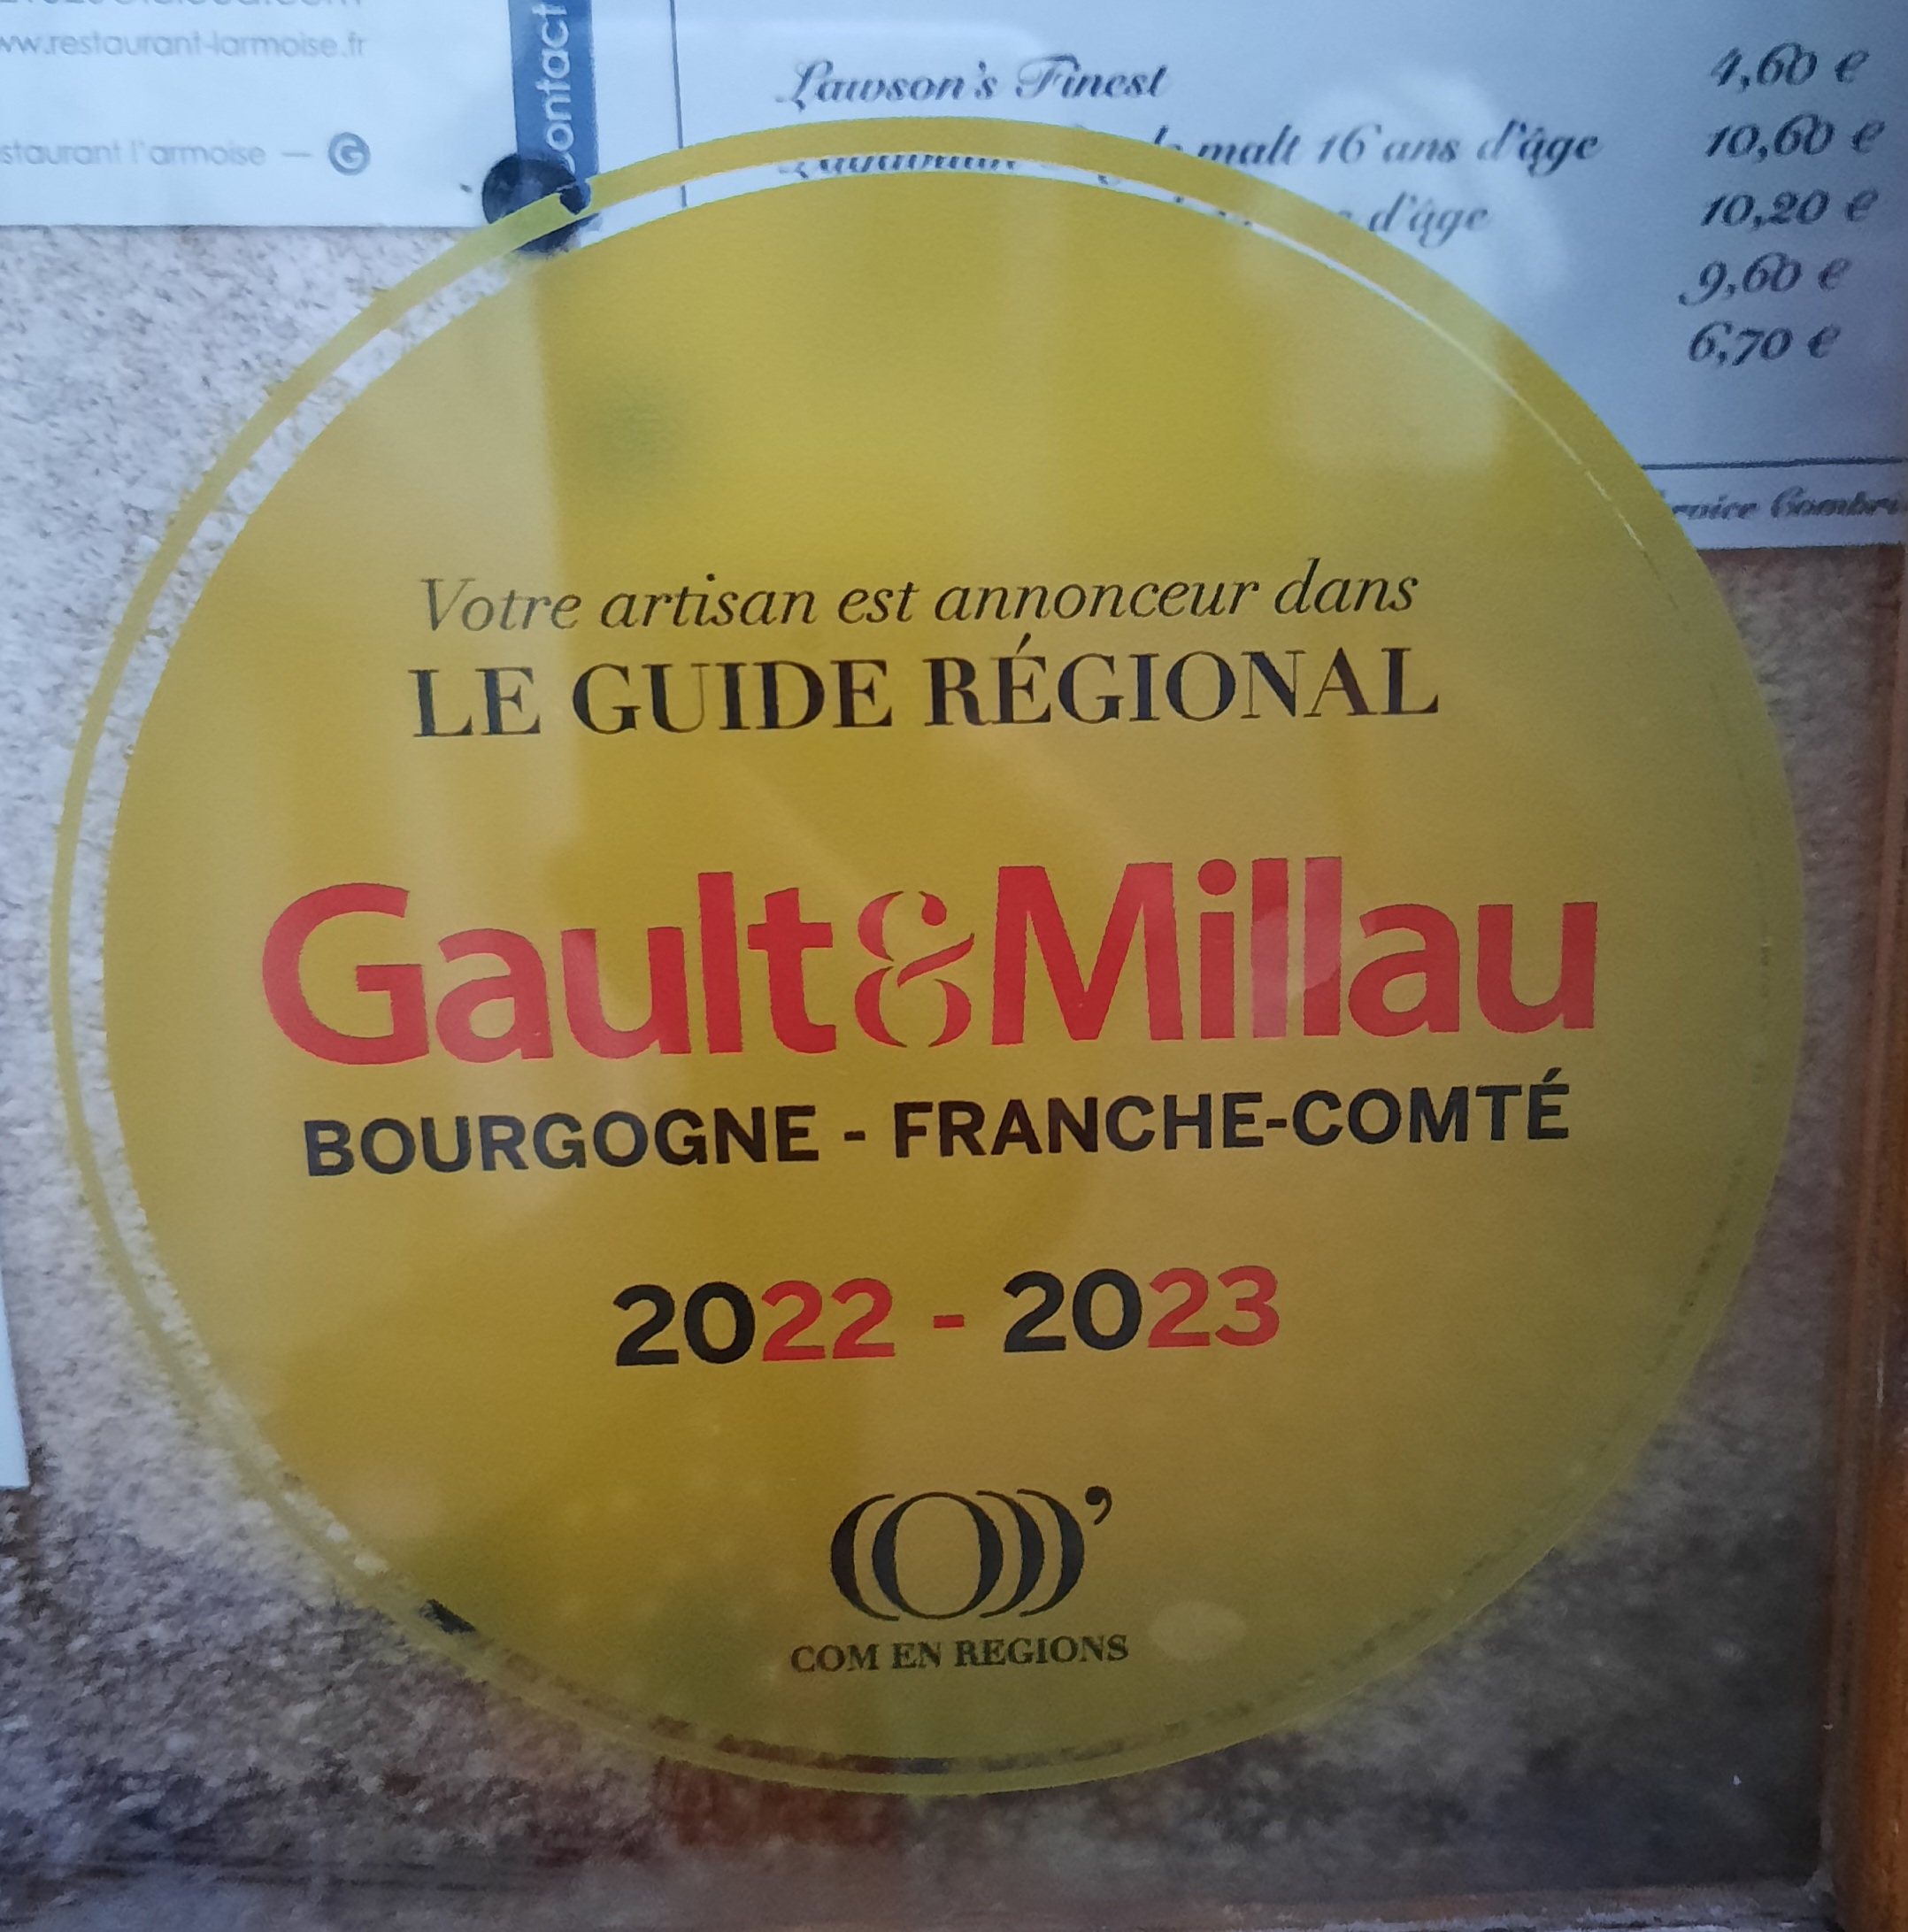 www.restaurant-larmoise.fr
restaurant l'armoise — G
Contact
Lawson's Finest 4,60 €
malt 16 ans d'âge 10,60 €
d'âge 10,20 €
9,60 €
6,70 €
Votre artisan est annonceur dans
LE GUIDE RÉGIONAL
Gault&Millau
BOURGOGNE - FRANCHE-COMTÉ
2022 - 2023
COM EN REGIONS